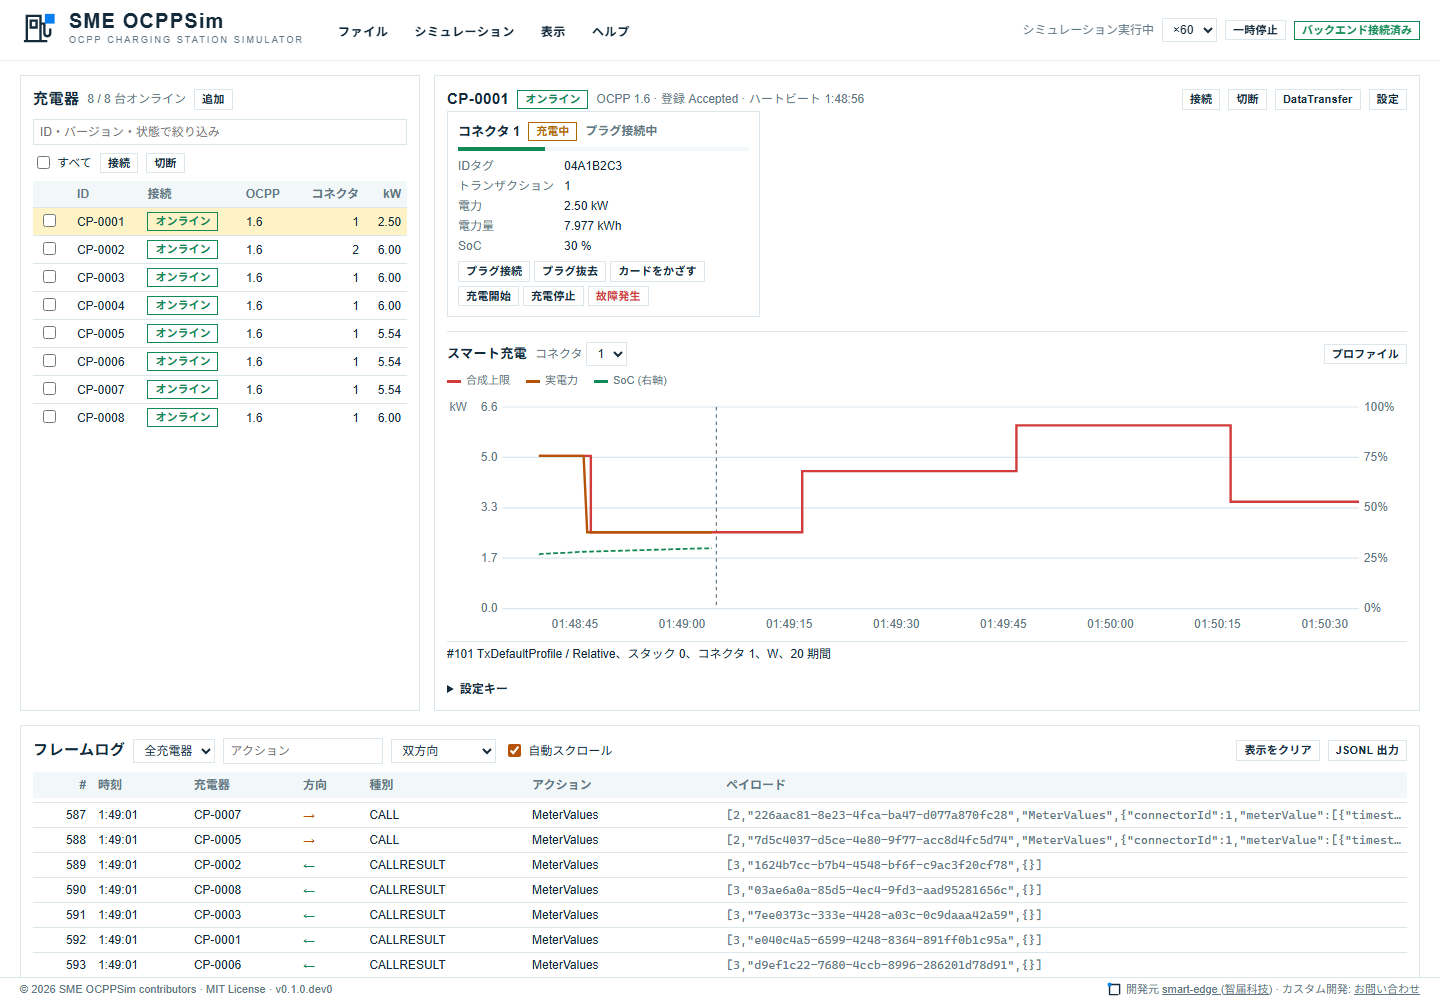 SME OCPPSim
OCPP CHARGING STATION SIMULATOR
ファイル シミュレーション 表示 ヘルプ
シミュレーション実行中 ×60 一時停止 バックエンド接続済み
充電器 8 / 8 台オンライン 追加
ID・バージョン・状態で絞り込み
すべて 接続 切断
ID 接続 OCPP コネクタ kW
CP-0001 オンライン 1.6 1 2.50
CP-0002 オンライン 1.6 2 6.00
CP-0003 オンライン 1.6 1 6.00
CP-0004 オンライン 1.6 1 6.00
CP-0005 オンライン 1.6 1 5.54
CP-0006 オンライン 1.6 1 5.54
CP-0007 オンライン 1.6 1 5.54
CP-0008 オンライン 1.6 1 6.00
CP-0001 オンライン OCPP 1.6 · 登録 Accepted · ハートビート 1:48:56 接続 切断 DataTransfer 設定
コネクタ 1 充電中 プラグ接続中
IDタグ 04A1B2C3
トランザクション 1
電力 2.50 kW
電力量 7.977 kWh
SoC 30 %
プラグ接続 プラグ抜去 カードをかざす
充電開始 充電停止 故障発生
スマート充電 コネクタ 1 プロファイル
合成上限 実電力 SoC (右軸)
kW 6.6 100%
5.0 75%
3.3 50%
1.7 25%
0.0 0%
01:48:45 01:49:00 01:49:15 01:49:30 01:49:45 01:50:00 01:50:15 01:50:30
#101 TxDefaultProfile / Relative、スタック 0、コネクタ 1、W、20 期間
▶ 設定キー
フレームログ 全充電器 アクション 双方向 自動スクロール 表示をクリア JSONL 出力
# 時刻 充電器 方向 種別 アクション ペイロード
587 1:49:01 CP-0007 → CALL MeterValues [2,"226aac81-8e23-4fca-ba47-d077a870fc28","MeterValues",{"connectorId":1,"meterValue":[{"timest…
588 1:49:01 CP-0005 → CALL MeterValues [2,"7d5c4037-d5ce-4e80-9f77-acc8d4fc5d74","MeterValues",{"connectorId":1,"meterValue":[{"timest…
589 1:49:01 CP-0002 ← CALLRESULT MeterValues [3,"1624b7cc-b7b4-4548-bf6f-c9ac3f20cf78",{}]
590 1:49:01 CP-0008 ← CALLRESULT MeterValues [3,"03ae6a0a-85d5-4ec4-9fd3-aad95281656c",{}]
591 1:49:01 CP-0003 ← CALLRESULT MeterValues [3,"7ee0373c-333e-4428-a03c-0c9daaa42a59",{}]
592 1:49:01 CP-0001 ← CALLRESULT MeterValues [3,"e040c4a5-6599-4248-8364-891ff0b1c95a",{}]
593 1:49:01 CP-0006 ← CALLRESULT MeterValues [3,"d9ef1c22-7680-4ccb-8996-286201d78d91",{}]
© 2026 SME OCPPSim contributors · MIT License · v0.1.0.dev0 開発元 smart-edge (智届科技) · カスタム開発: お問い合わせ